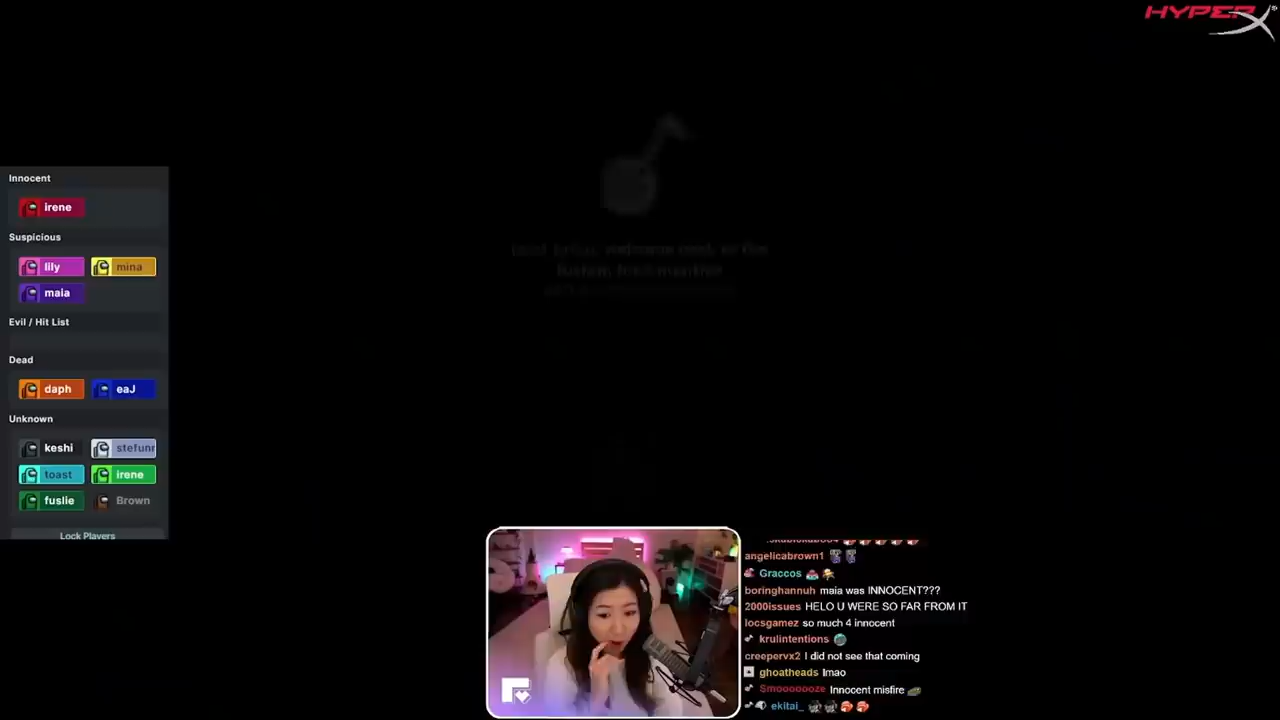 HYPERX
Innocent
irene
Suspicious
lily mina
maia
Evil / Hit List
Dead
daph eaJ
Unknown
keshi stefunr
toast irene
fuslie Brown
Lock Players
angelicabrown1
Graccos
boringhannuh maia was INNOCENT???
2000issues HELO U WERE SO FAR FROM IT
locsgamez so much 4 innocent
krulintentions
creepervx2 I did not see that coming
ghoatheads lmao
Smooooooze Innocent misfire
ekitai_